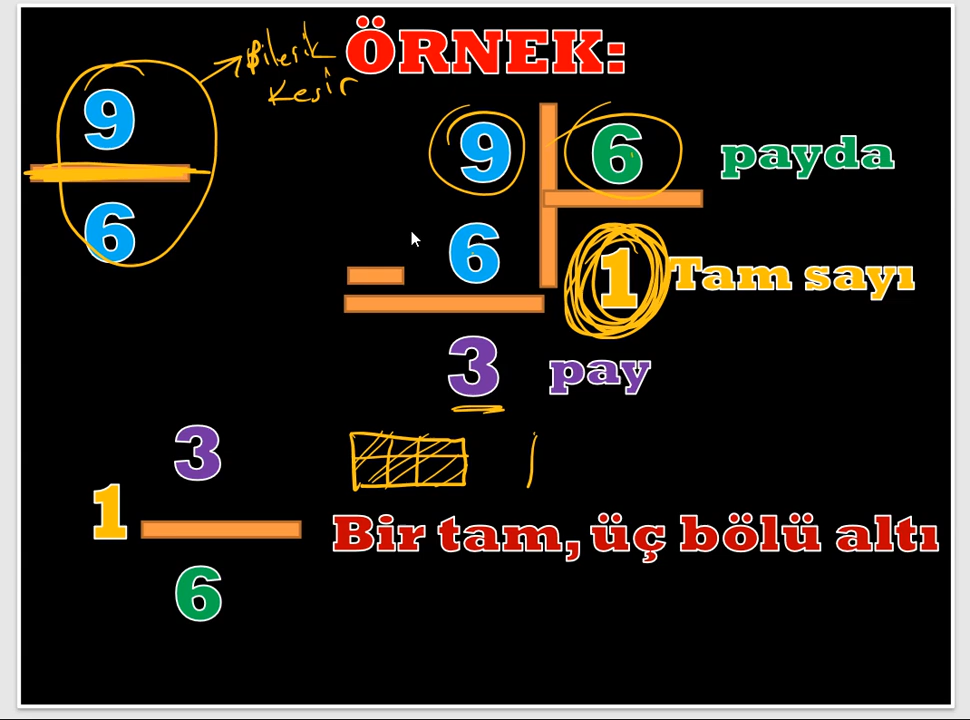 ÖRNEK:
Bileşik
Kesir
9
6
9 6 payda
6 1 Tam sayı
3 pay
1 3
6
Bir tam, üç bölü altı